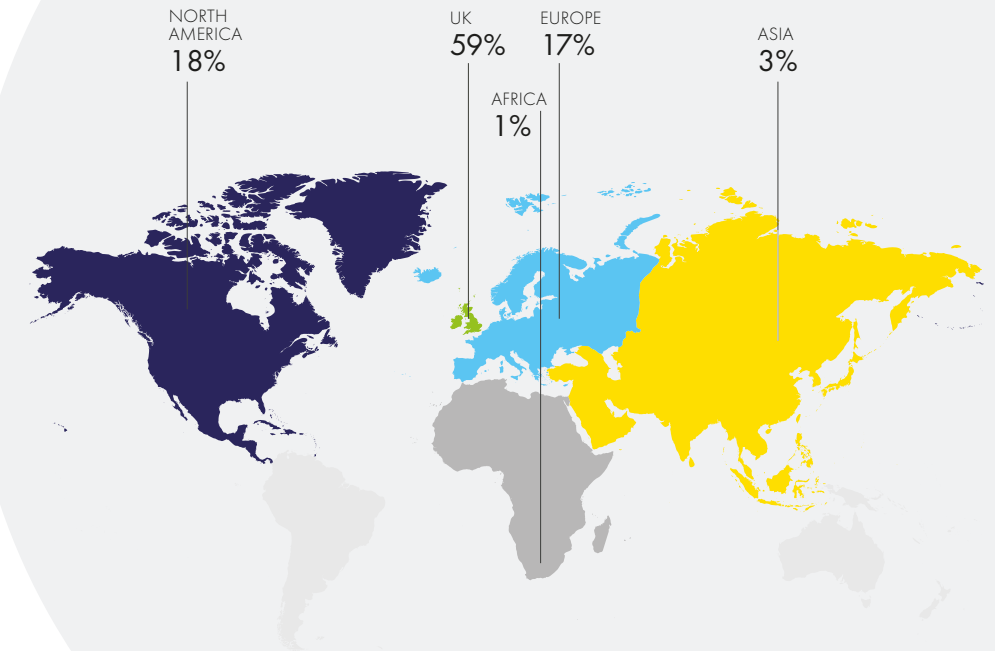 NORTH
AMERICA
18%
UK
59%
EUROPE
17%
AFRICA
1%
ASIA
3%